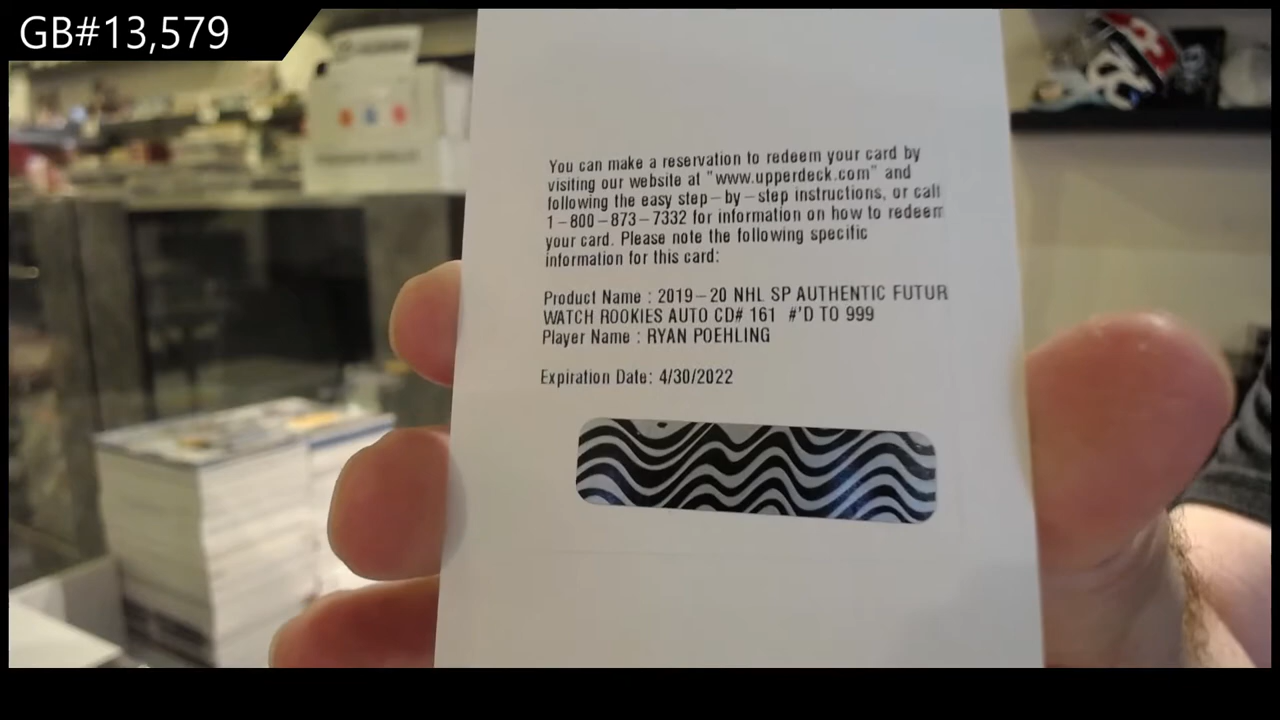 GB#13,579
You can make a reservation to redeem your card by
visiting our website at "www.upperdeck.com" and
following the easy step-by-step instructions, or call
1-800-873-7332 for information on how to redeem
your card. Please note the following specific
information for this card:
Product Name : 2019-20 NHL SP AUTHENTIC FUTUR
WATCH ROOKIES AUTO CD# 161 #'D TO 999
Player Name : RYAN POEHLING
Expiration Date: 4/30/2022